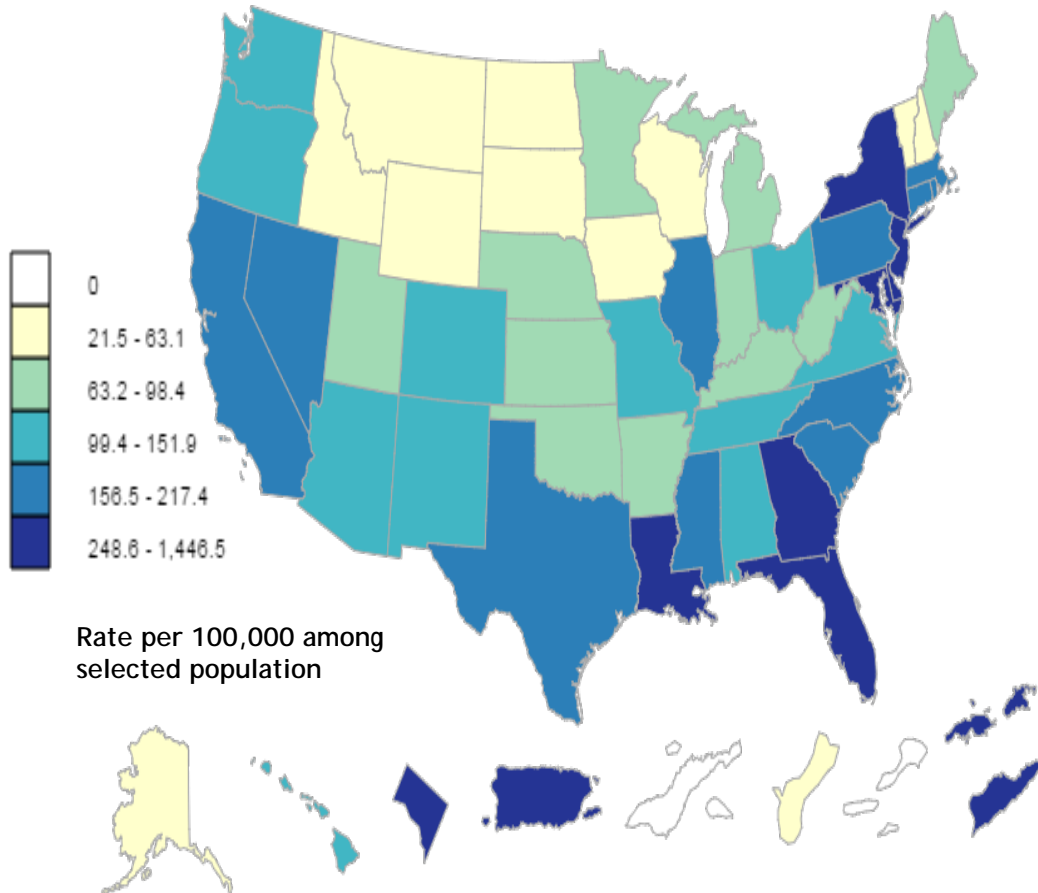 0
21.5 - 63.1
63.2 - 98.4
99.4 - 151.9
156.5 - 217.4
248.6 - 1,446.5
Rate per 100,000 among
selected population